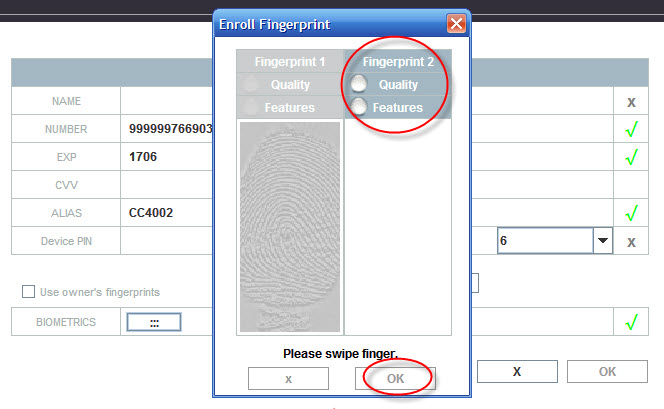 Enroll Fingerprint
Fingerprint 1 Fingerprint 2
Quality Quality
Features Features
NAME x
NUMBER 999999766903 √
EXP 1706 √
CVV
ALIAS CC4002 √
Device PIN 6 x
Use owner's fingerprints
BIOMETRICS ::: √
Please swipe finger.
x OK
X OK